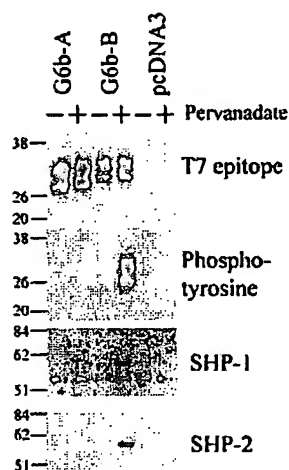 G6b-A G6b-B pcDNA3
− + − + − + Pervanadate
38
T7 epitope
26
20
38
Phospho-
tyrosine
26
20
84
62
SHP-1
51
84
62
SHP-2
51